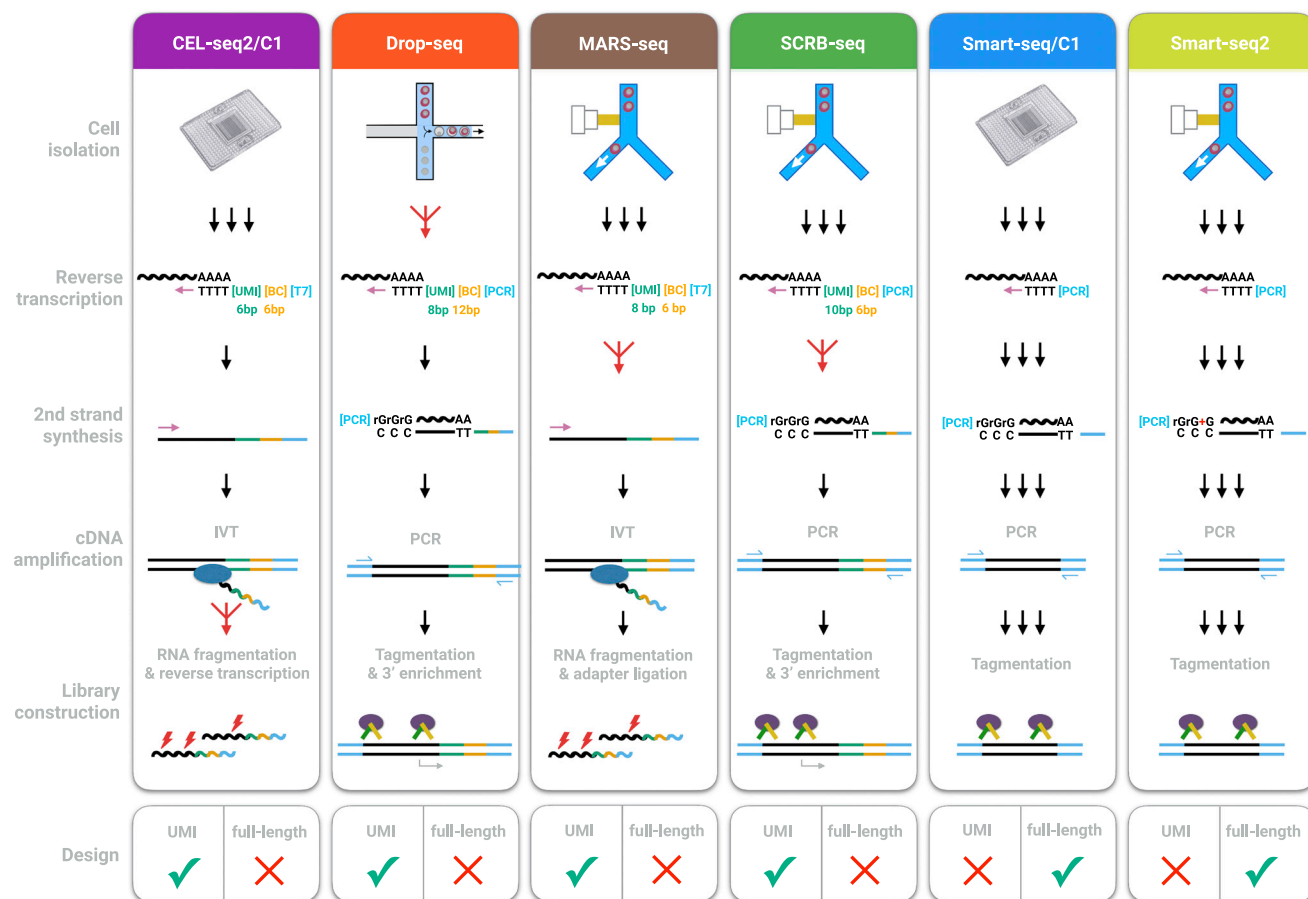 CEL-seq2/C1 Drop-seq MARS-seq SCRB-seq Smart-seq/C1 Smart-seq2
Cell
isolation
Reverse
transcription
AAAA AAAA AAAA AAAA AAAA AAAA
TTTT [UMI] [BC] [T7] TTTT [UMI] [BC] [PCR] TTTT [UMI] [BC] [T7] TTTT [UMI] [BC] [PCR] TTTT [PCR] TTTT [PCR]
6bp 6bp 8bp 12bp 8 bp 6 bp 10bp 6bp
2nd strand
synthesis
[PCR] rGrGrG AA [PCR] rGrGrG AA [PCR] rGrGrG AA [PCR] rGrG+G AA
C C C TT C C C TT C C C TT C C C TT
cDNA
amplification
IVT PCR IVT PCR PCR PCR
Library
construction
RNA fragmentation
& reverse transcription
Tagmentation
& 3’ enrichment
RNA fragmentation
& adapter ligation
Tagmentation
& 3’ enrichment
Tagmentation
Tagmentation
Design
UMI full-length UMI full-length UMI full-length UMI full-length UMI full-length UMI full-length